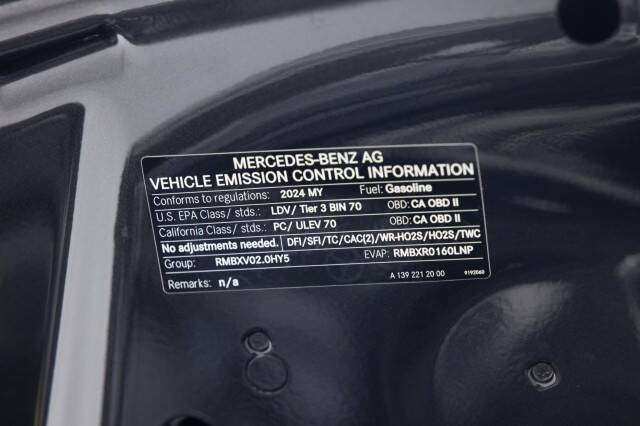 MERCEDES-BENZ AG
VEHICLE EMISSION CONTROL INFORMATION
Conforms to regulations: 2024 MY Fuel: Gasoline
U.S. EPA Class/ stds.: LDV/ Tier 3 BIN 70 OBD: CA OBD II
California Class/ stds.: PC/ ULEV 70 OBD: CA OBD II
No adjustments needed. DFI/SFI/TC/CAC(2)/WR-HO2S/HO2S/TWC
Group: RMBXV02.0HY5 EVAP: RMBXR0160LNP
Remarks: n/a A 139 221 20 00 9192060
8